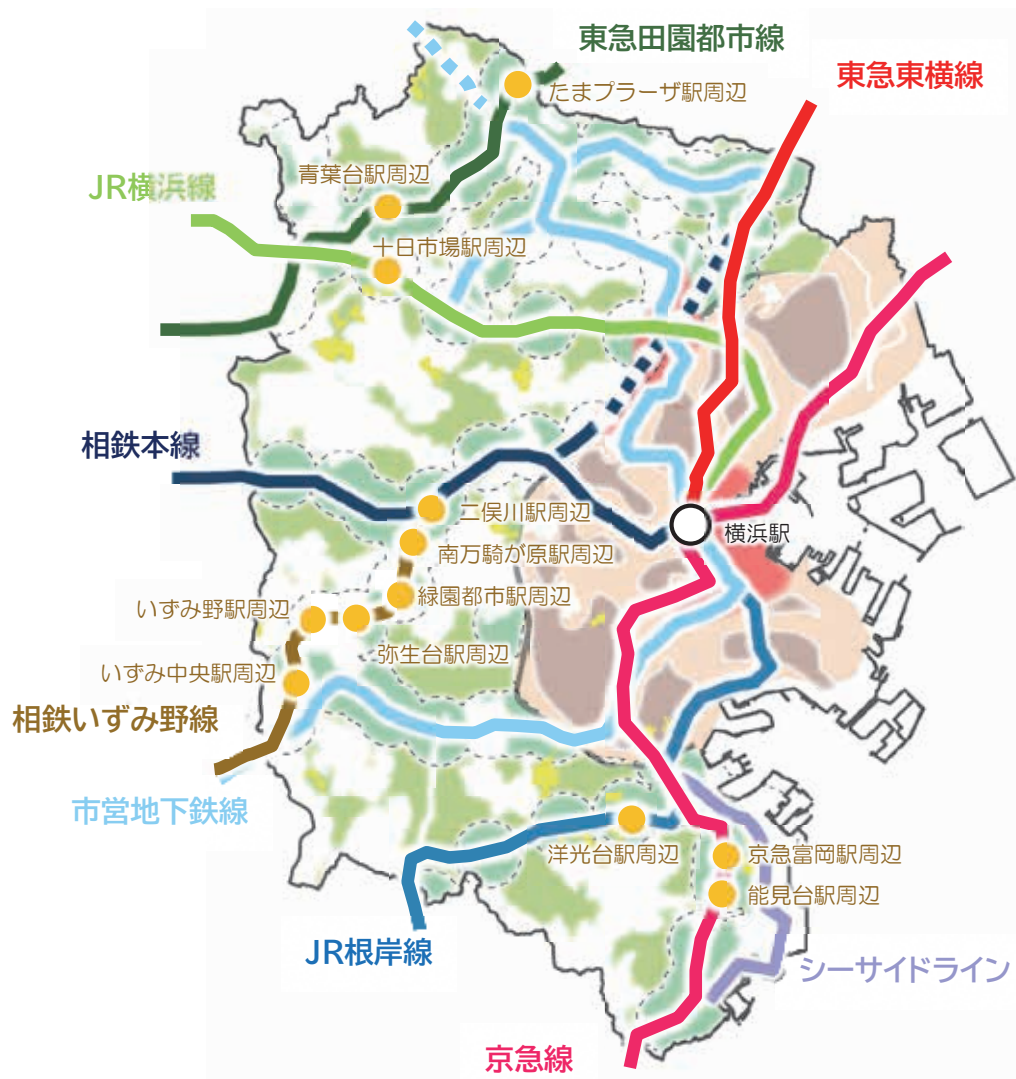 東急田園都市線
東急東横線
たまプラーザ駅周辺
青葉台駅周辺
JR横浜線
十日市場駅周辺
相鉄本線
二俣川駅周辺
横浜駅
南万騎が原駅周辺
緑園都市駅周辺
いずみ野駅周辺
弥生台駅周辺
いずみ中央駅周辺
相鉄いずみ野線
市営地下鉄線
洋光台駅周辺
京急富岡駅周辺
能見台駅周辺
JR根岸線
シーサイドライン
京急線